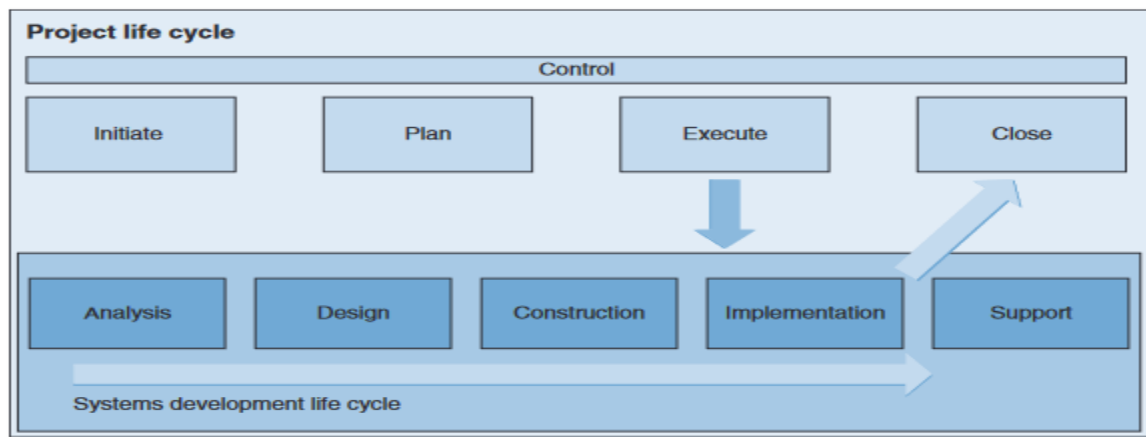 Project life cycle
Control
Initiate
Plan
Execute
Close
Analysis
Design
Construction
Implementation
Support
Systems development life cycle